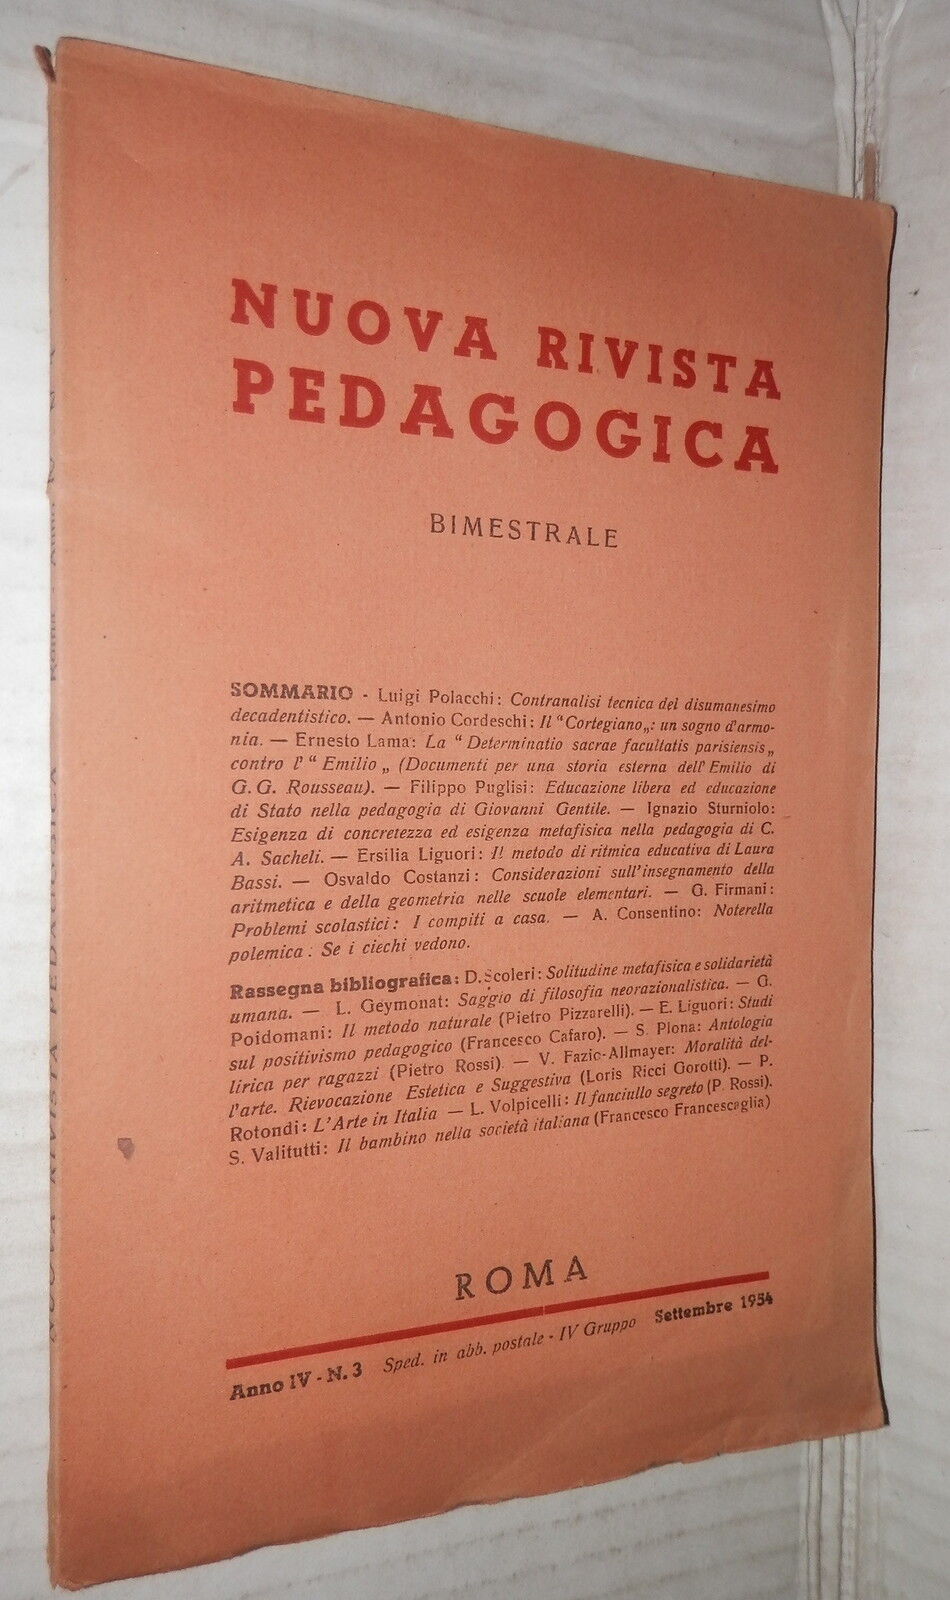 NUOVA RIVISTA
PEDAGOGICA
BIMESTRALE
SOMMARIO - Luigi Polacchi: Contranalisi tecnica del disumanesimo
decadentistico. — Antonio Cordeschi: Il "Cortegiano„: un sogno d'armo-
nia. — Ernesto Lama: La "Determinatio sacrae facultatis parisiensis„
contro l' "Emilio„ (Documenti per una storia esterna dell'Emilio di
G. G. Rousseau). — Filippo Puglisi: Educazione libera ed educazione
di Stato nella pedagogia di Giovanni Gentile. — Ignazio Sturniolo:
Esigenza di concretezza ed esigenza metafisica nella pedagogia di C.
A. Sacheli. — Ersilia Liguori: Il metodo di ritmica educativa di Laura
Bassi. — Osvaldo Costanzi: Considerazioni sull'insegnamento della
aritmetica e della geometria nelle scuole elementari. — G. Firmani:
Problemi scolastici: I compiti a casa. — A. Consentino: Noterella
polemica: Se i ciechi vedono.
Rassegna bibliografica: D. Scoleri: Solitudine metafisica e solidarietà
umana. — L. Geymonat: Saggio di filosofia neorazionalistica. — G.
Poidomani: Il metodo naturale (Pietro Pizzarelli). — E. Liguori: Studi
sul positivismo pedagogico (Francesco Cafaro). — S. Plona: Antologia
lirica per ragazzi (Pietro Rossi) — V. Fazio-Allmayer: Moralità del-
l'arte. Rievocazione Estetica e Suggestiva (Loris Ricci Gorotti). — P.
Rotondi: L'Arte in Italia — L. Volpicelli: Il fanciullo segreto (P. Rossi).
S. Valitutti: Il bambino nella società italiana (Francesco Francescaglia)
ROMA
Anno IV - N. 3 Sped. in abb. postale - IV Gruppo Settembre 1954
NUOVA RIVISTA PEDAGOGICA